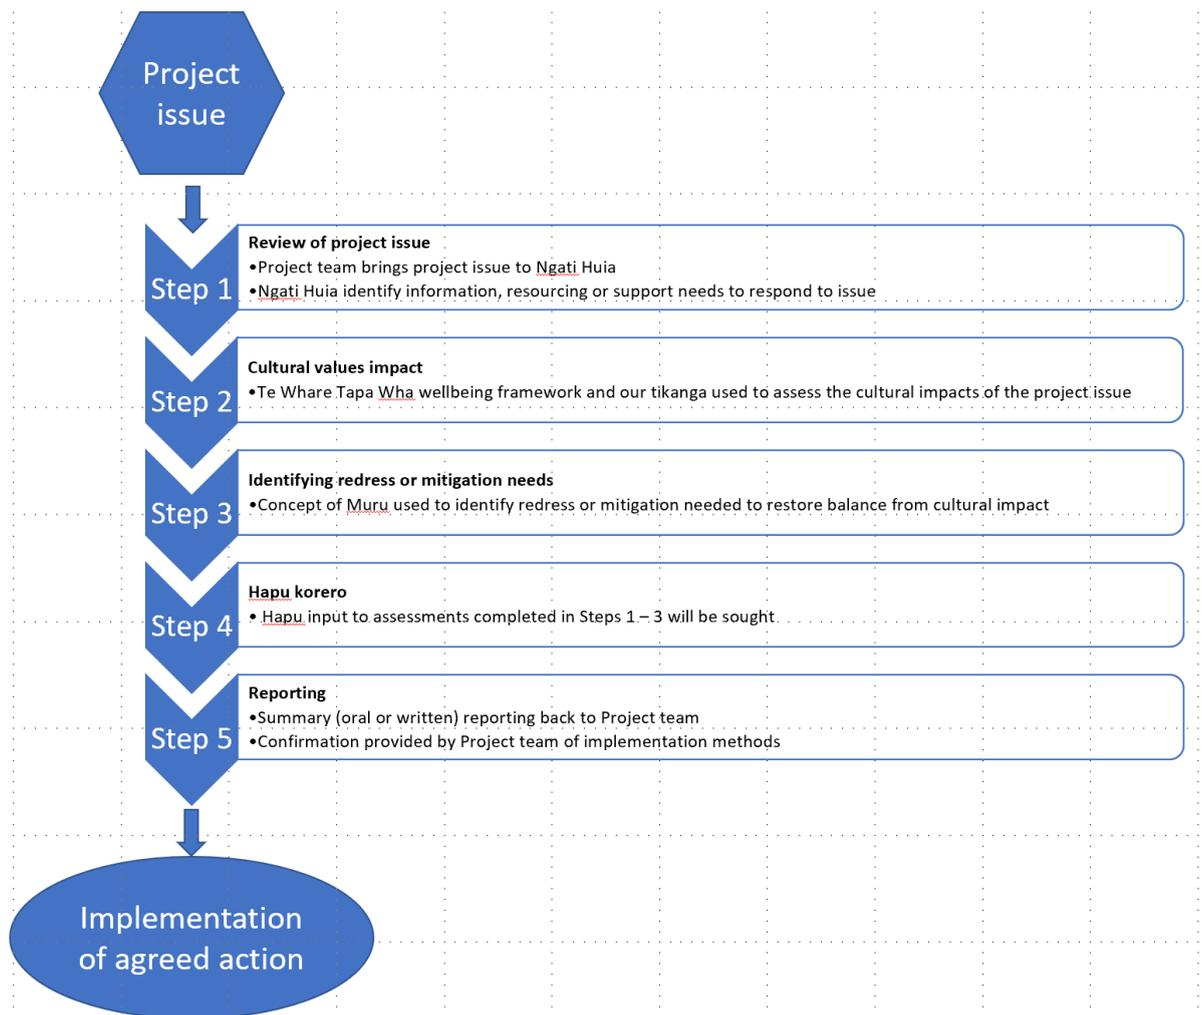 Project
issue
Step 1
Review of project issue
•Project team brings project issue to Ngati Huia
•Ngati Huia identify information, resourcing or support needs to respond to issue
Step 2
Cultural values impact
•Te Whare Tapa Wha wellbeing framework and our tikanga used to assess the cultural impacts of the project issue
Step 3
Identifying redress or mitigation needs
•Concept of Muru used to identify redress or mitigation needed to restore balance from cultural impact
Step 4
Hapu korero
• Hapu input to assessments completed in Steps 1 – 3 will be sought
Step 5
Reporting
•Summary (oral or written) reporting back to Project team
•Confirmation provided by Project team of implementation methods
Implementation
of agreed action